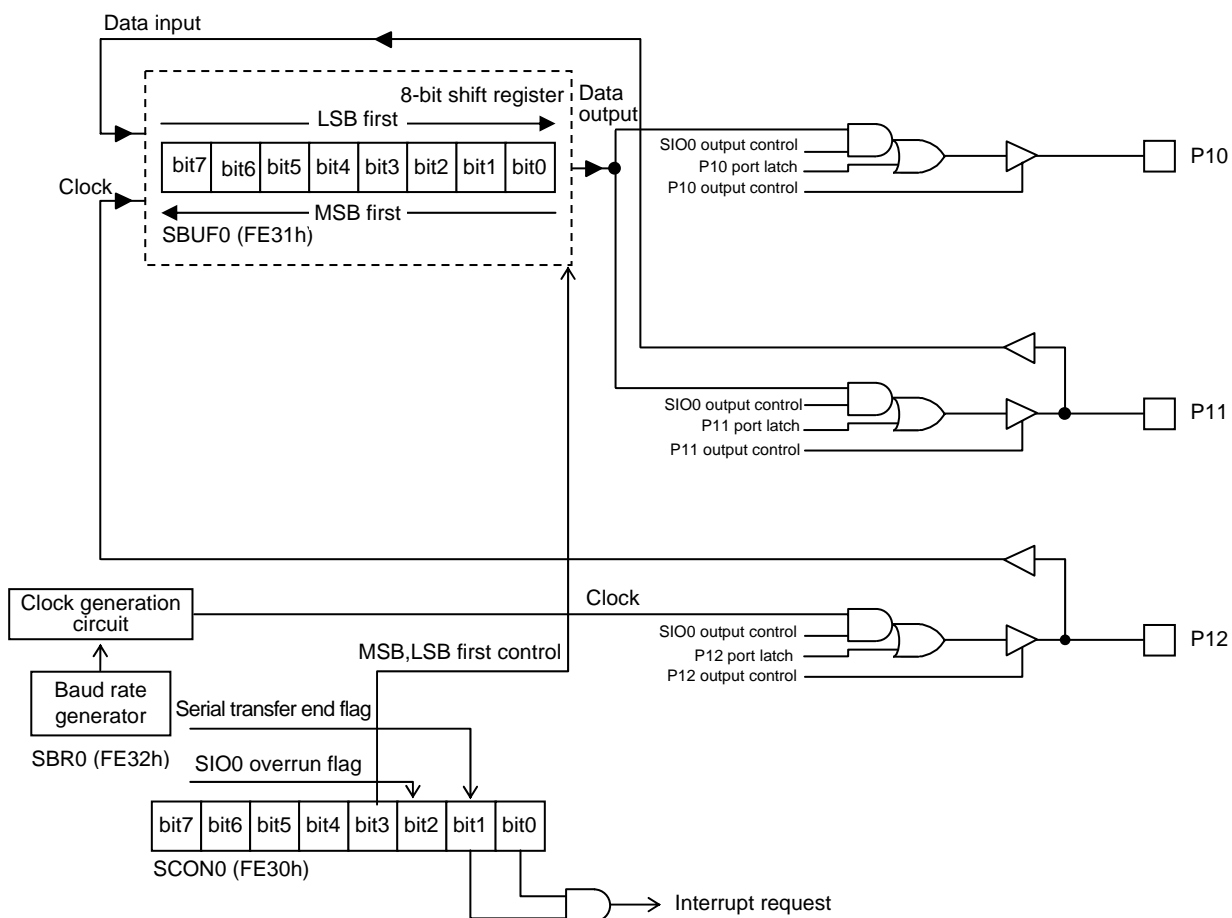 Data input
8-bit shift register
Data
output
LSB first
bit7 bit6 bit5 bit4 bit3 bit2 bit1 bit0
Clock
MSB first
SBUF0 (FE31h)
SIO0 output control
P10 port latch
P10 output control
P10
SIO0 output control
P11 port latch
P11 output control
P11
Clock generation
circuit
Clock
SIO0 output control
P12 port latch
P12 output control
P12
MSB,LSB first control
Baud rate
generator
SBR0 (FE32h)
Serial transfer end flag
SIO0 overrun flag
bit7 bit6 bit5 bit4 bit3 bit2 bit1 bit0
SCON0 (FE30h)
Interrupt request